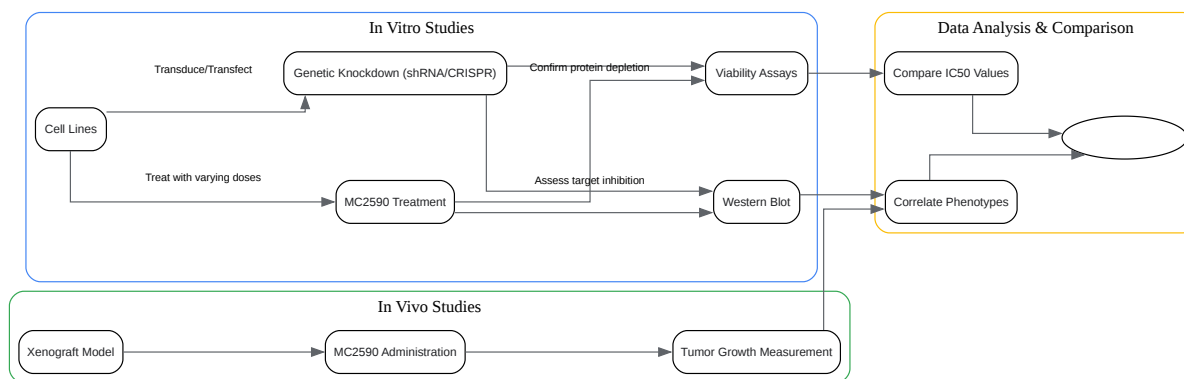 In Vitro Studies
Data Analysis & Comparison
Transduce/Transfect
Genetic Knockdown (shRNA/CRISPR)
Confirm protein depletion
Viability Assays
Compare IC50 Values
Cell Lines
Treat with varying doses
MC2590 Treatment
Assess target inhibition
Western Blot
Correlate Phenotypes
In Vivo Studies
Xenograft Model
MC2590 Administration
Tumor Growth Measurement